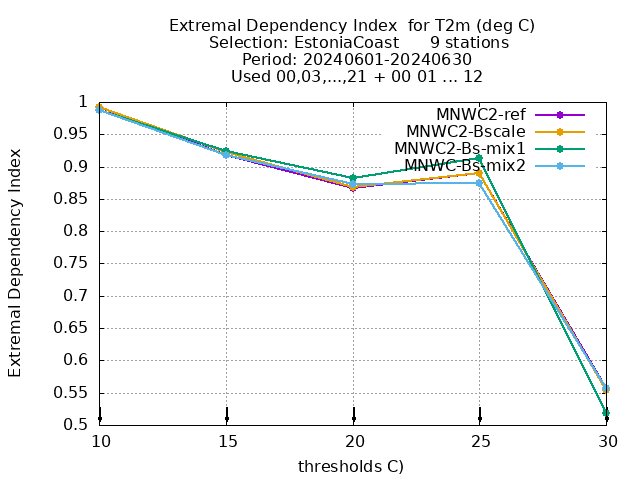 Extremal Dependency Index  for T2m (deg C)
Selection: EstoniaCoast      9 stations
Period: 20240601-20240630
Used 00,03,...,21 + 00 01 ... 12
MNWC2-ref
MNWC2-Bscale
MNWC2-Bs-mix1
MNWC-Bs-mix2
Extremal Dependency Index
1
0.95
0.9
0.85
0.8
0.75
0.7
0.65
0.6
0.55
0.5
10 15 20 25 30
thresholds C)